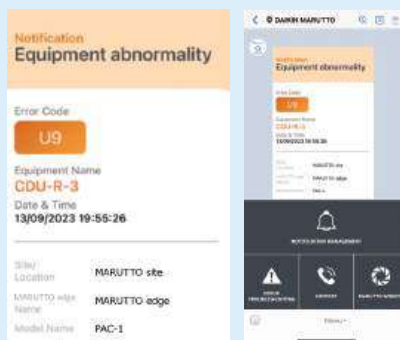 Notification
Equipment abnormality
Error Code
U9
Equipment Name
CDU-R-3
Date & Time
13/09/2023 19:55:26
Location
MARUTTO site
MARUTTO edge
Name
MARUTTO edge
Model Name
PAC-1
DAIKIN MARUTTO
Equipment abnormality
Error Code
U9
Equipment Name
CDU-R-3
Date & Time
13/09/2023 19:55:26
MARUTTO site
MARUTTO edge
PAC-1
NOTIFICATION MANAGEMENT
TROUBLESHOOTING
MARUTTO WEBSITE
Menu